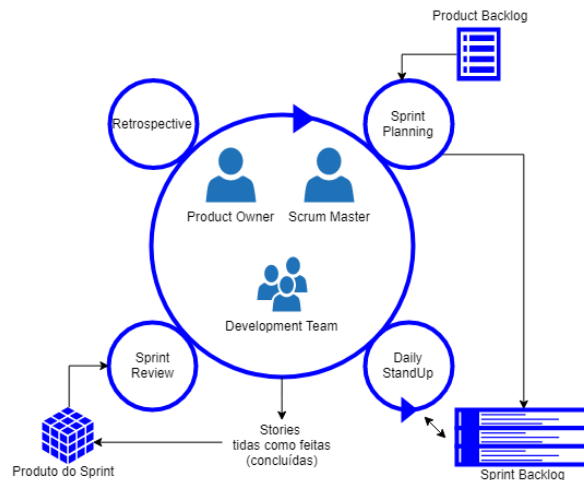 Product Backlog
Retrospective
Sprint
Planning
Product Owner
Scrum Master
Development Team
Sprint
Review
Daily
StandUp
Stories
tidas como feitas
(concluídas)
Produto do Sprint
Sprint Backlog